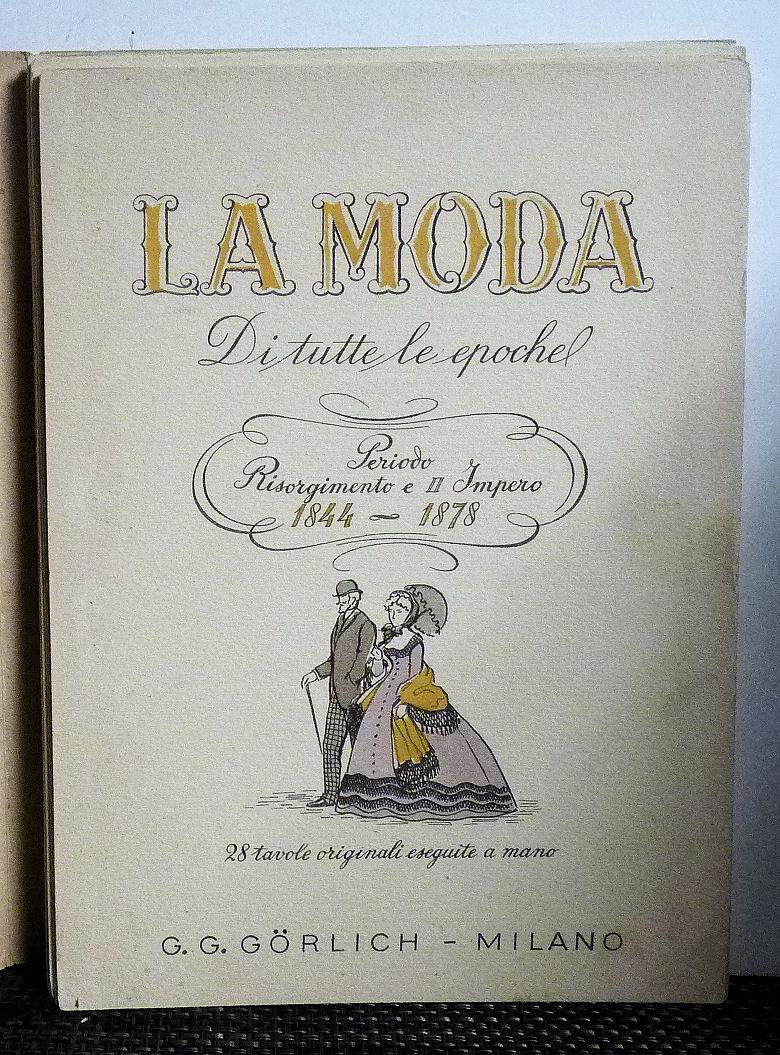 LA MODA
Di tutte le epoche
Periodo
Risorgimento e II Impero
1844 - 1878
28 tavole originali eseguite a mano
G. G. GÖRLICH - MILANO